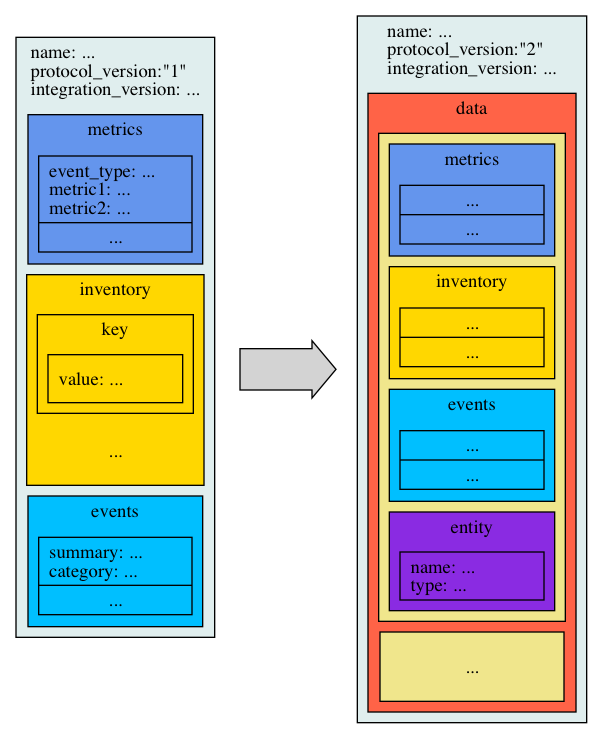 name: ...
protocol_version:"1"
integration_version: ...
metrics
event_type: ...
metric1: ...
metric2: ...
...
inventory
key
value: ...
...
events
summary: ...
category: ...
...
name: ...
protocol_version:"2"
integration_version: ...
data
metrics
...
...
inventory
...
...
events
...
...
entity
name: ...
type: ...
...